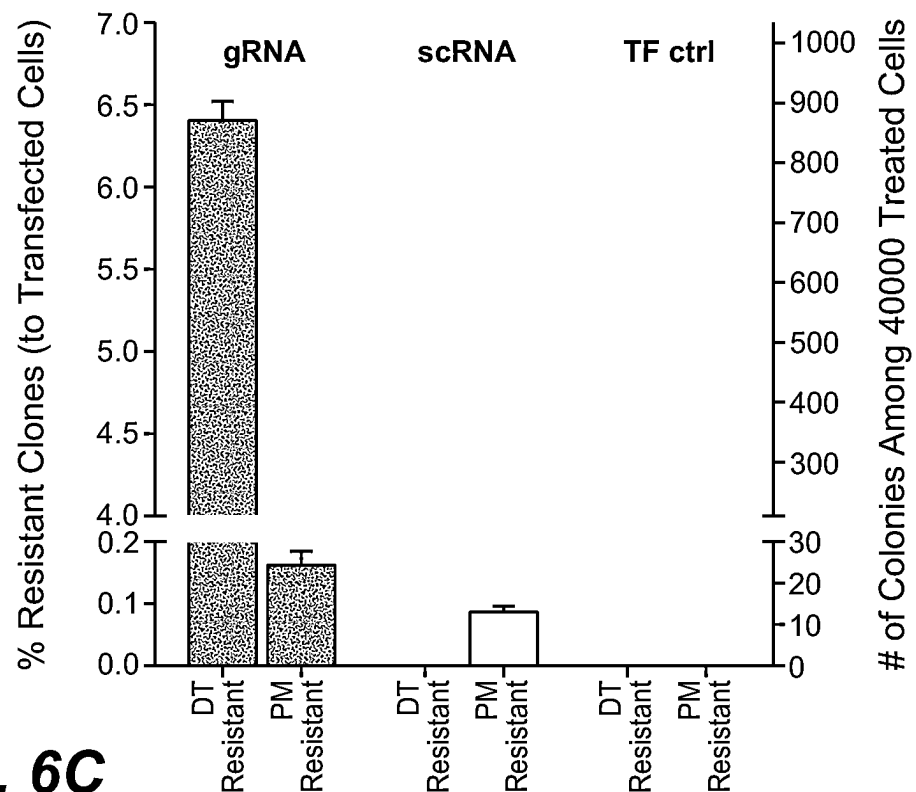 % Resistant Clones (to Transfected Cells)
7.0
6.5
6.0
5.5
5.0
4.5
4.0
0.2
0.1
0.0
gRNA
scRNA
TF ctrl
1000
900
800
700
600
500
400
300
30
20
10
0
# of Colonies Among 40000 Treated Cells
DT
Resistant
PM
Resistant
DT
Resistant
PM
Resistant
DT
Resistant
PM
Resistant
. 6C